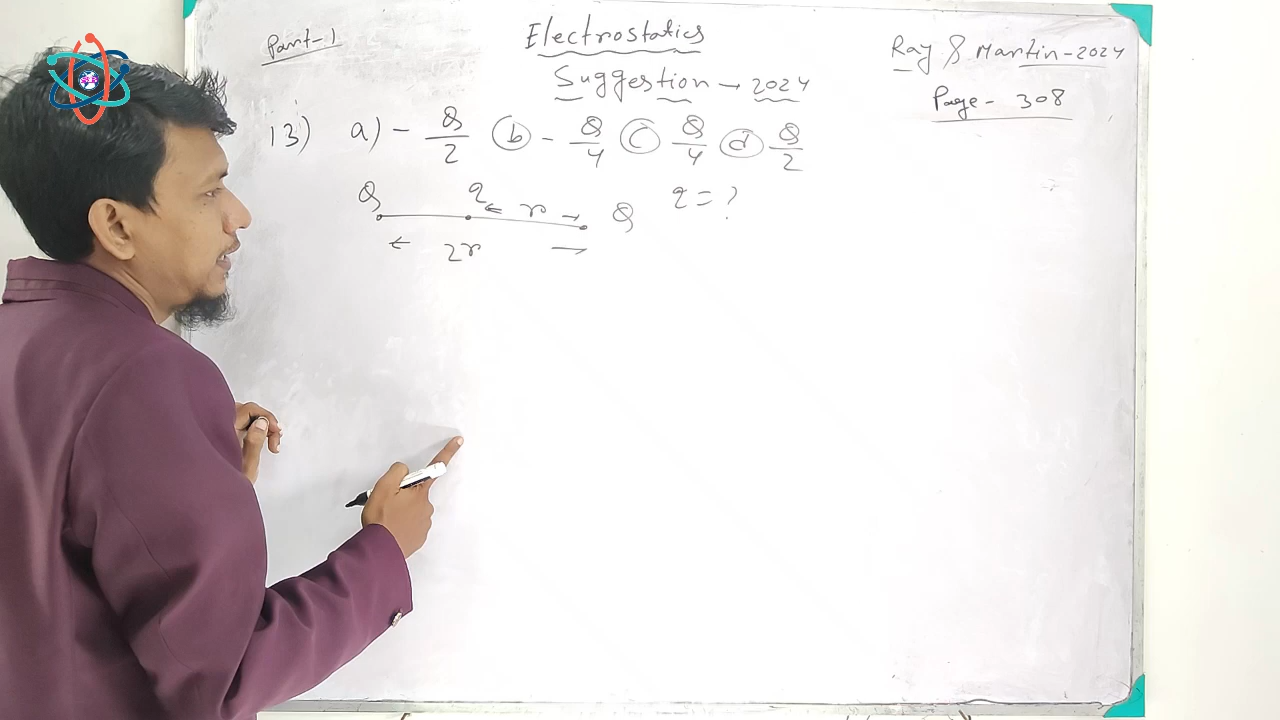 Part-1
Electrostatics
Ray & Martin-2024
Suggestion → 2024
Page - 308
13) a) - Q/2 (b) - Q/4 (c) Q/4 (d) Q/2
Q q ← r → Q q = ?
← 2r →